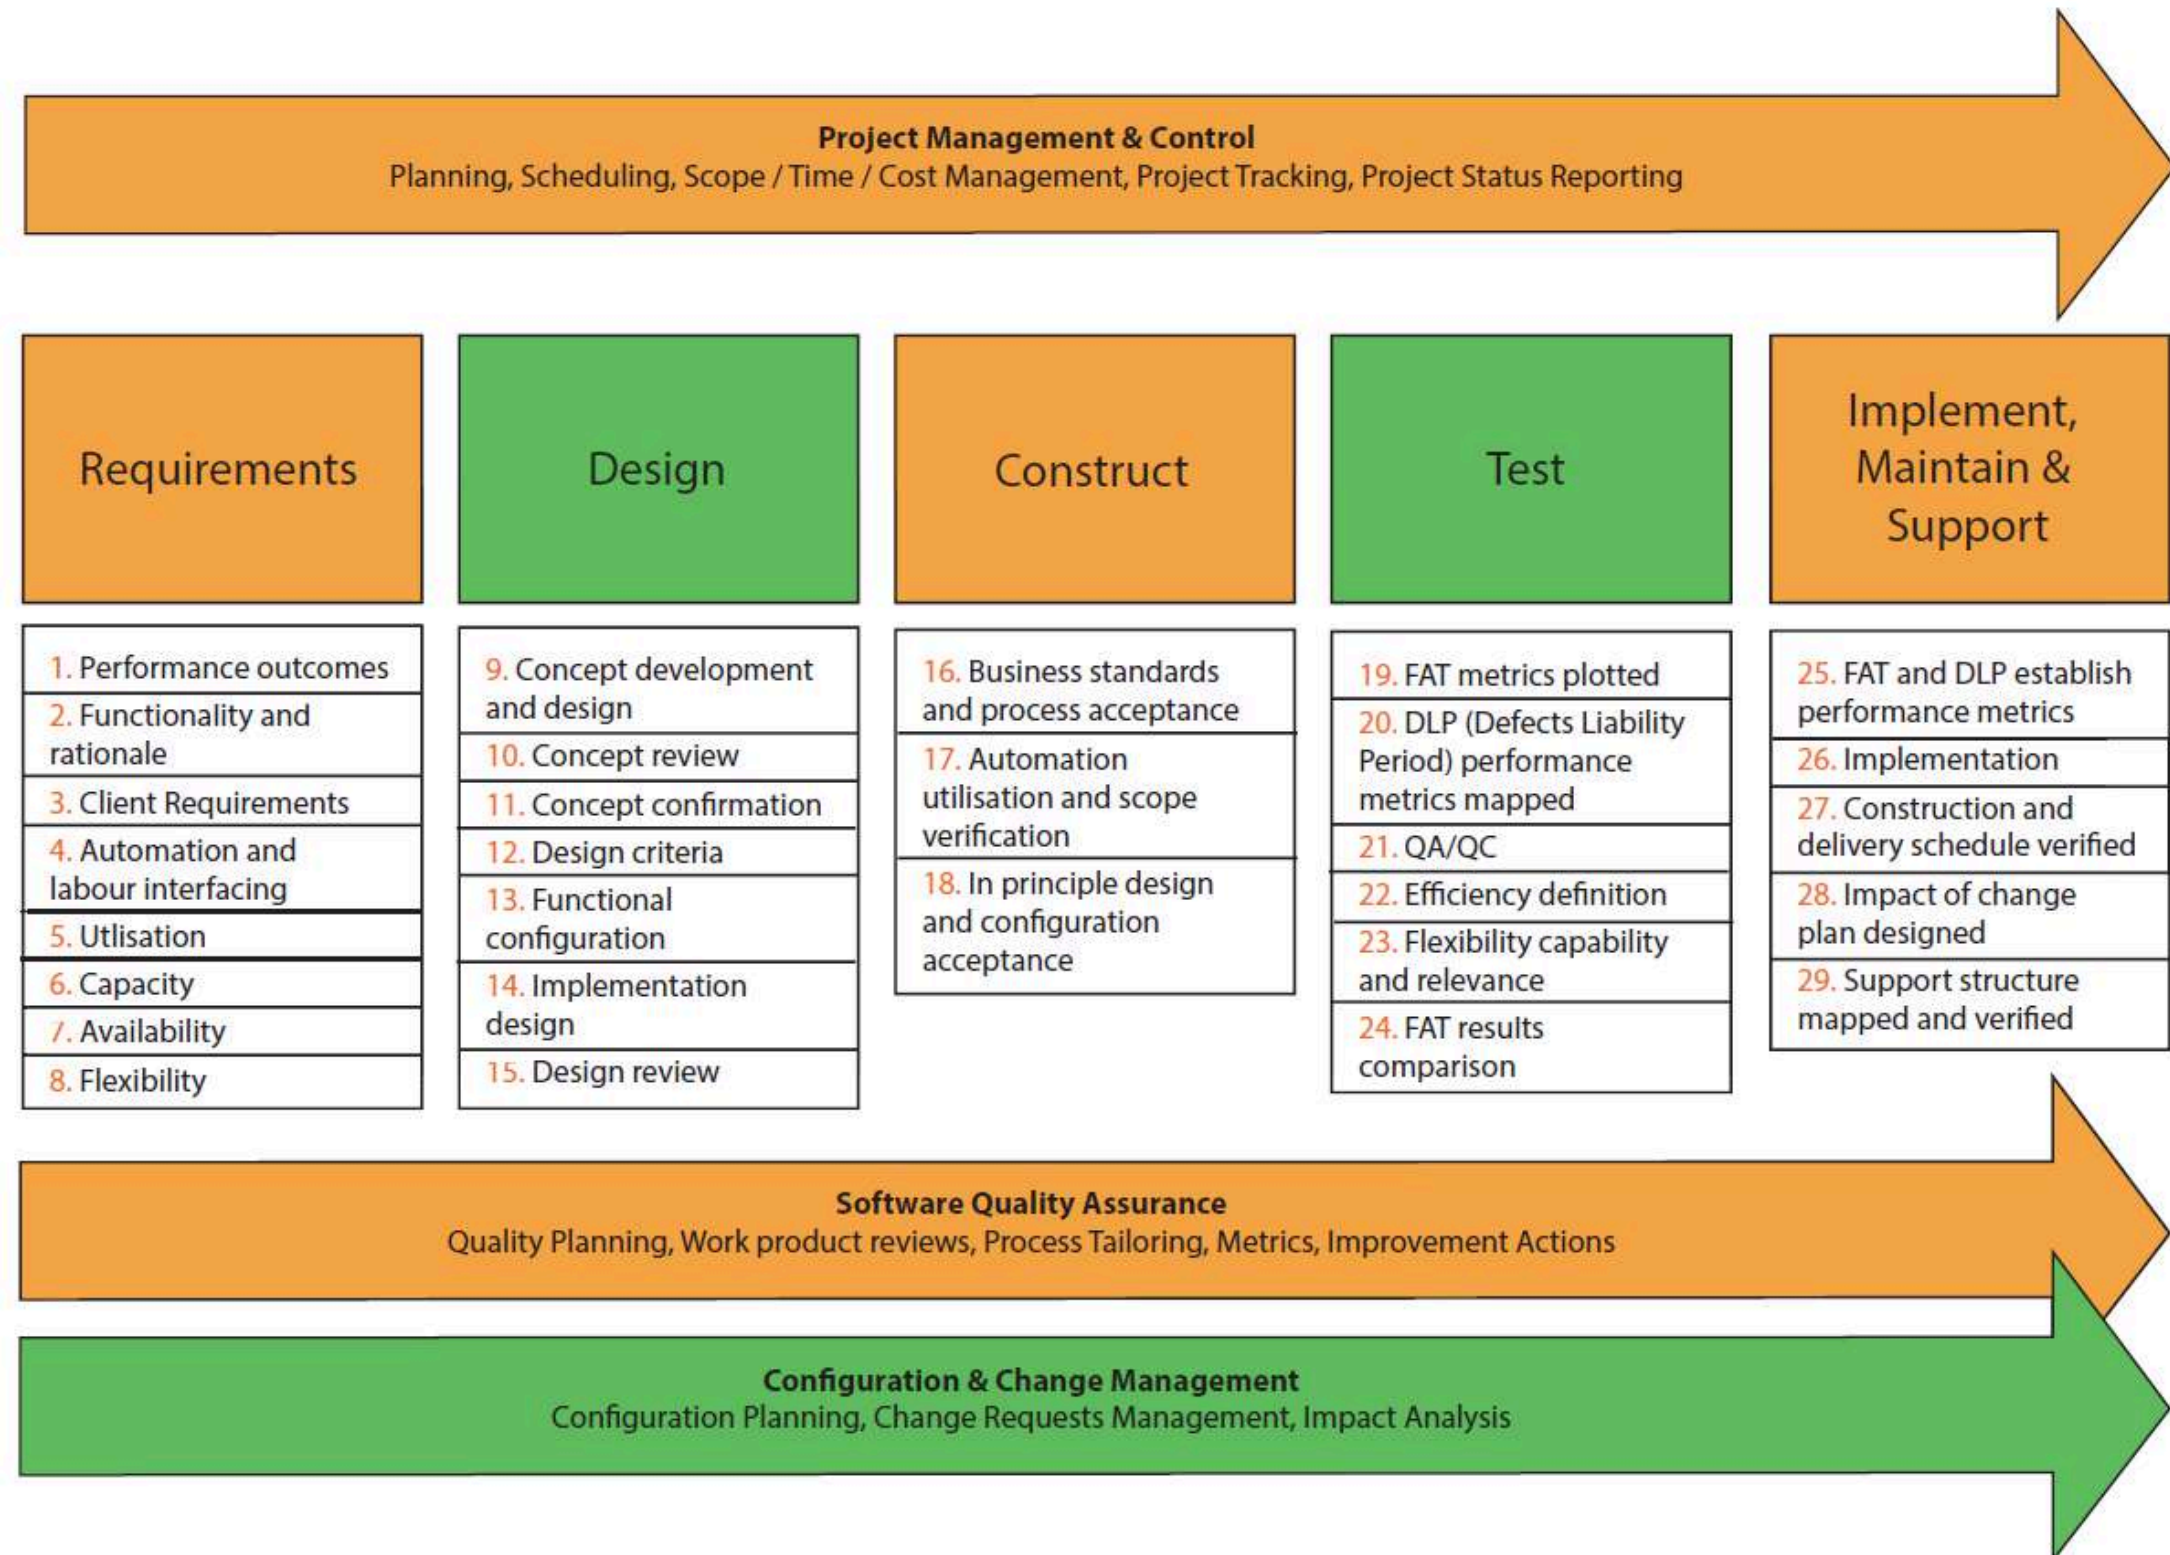 Project Management & Control
Planning, Scheduling, Scope / Time / Cost Management, Project Tracking, Project Status Reporting
Requirements
1. Performance outcomes
2. Functionality and
rationale
3. Client Requirements
4. Automation and
labour interfacing
5. Utlisation
6. Capacity
7. Availability
8. Flexibility
Design
9. Concept development
and design
10. Concept review
11. Concept confirmation
12. Design criteria
13. Functional
configuration
14. Implementation
design
15. Design review
Construct
16. Business standards
and process acceptance
17. Automation
utilisation and scope
verification
18. In principle design
and configuration
acceptance
Test
19. FAT metrics plotted
20. DLP (Defects Liability
Period) performance
metrics mapped
21. QA/QC
22. Efficiency definition
23. Flexibility capability
and relevance
24. FAT results
comparison
Implement,
Maintain &
Support
25. FAT and DLP establish
performance metrics
26. Implementation
27. Construction and
delivery schedule verified
28. Impact of change
plan designed
29. Support structure
mapped and verified
Software Quality Assurance
Quality Planning, Work product reviews, Process Tailoring, Metrics, Improvement Actions
Configuration & Change Management
Configuration Planning, Change Requests Management, Impact Analysis